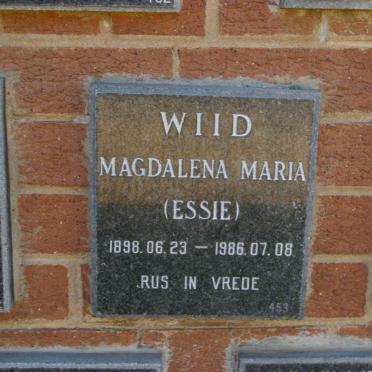 WIID
MAGDALENA MARIA
(ESSIE)
1898.06.23 – 1986.07.08
RUS IN VREDE
453